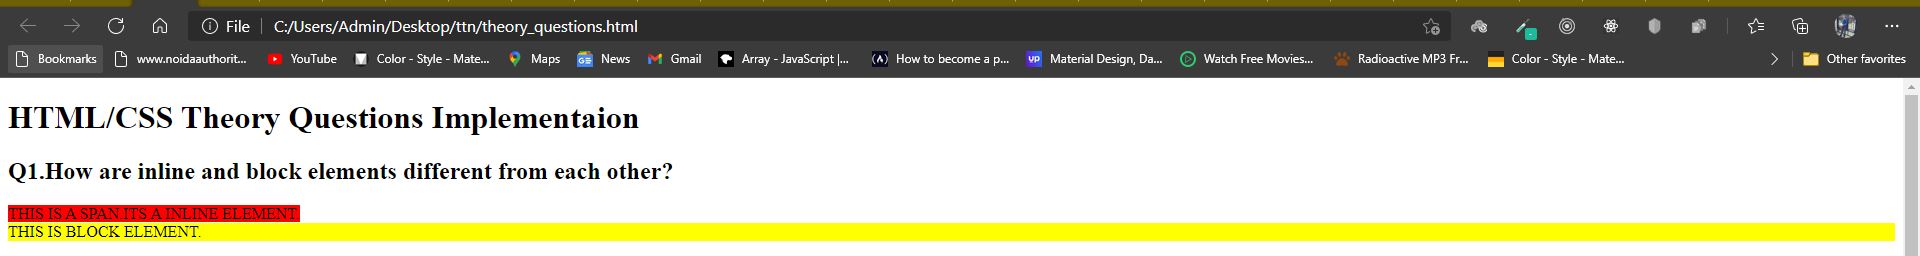 File C:/Users/Admin/Desktop/ttn/theory_questions.html
Bookmarks www.noidaauthorit... YouTube Color - Style - Mate... Maps GE News Gmail Array - JavaScript |... (A) How to become a p... UP Material Design, Da... Watch Free Movies... Radioactive MP3 Fr... Color - Style - Mate... Other favorites
HTML/CSS Theory Questions Implementaion
Q1.How are inline and block elements different from each other?
THIS IS A SPAN.ITS A INLINE ELEMENT.
THIS IS BLOCK ELEMENT.